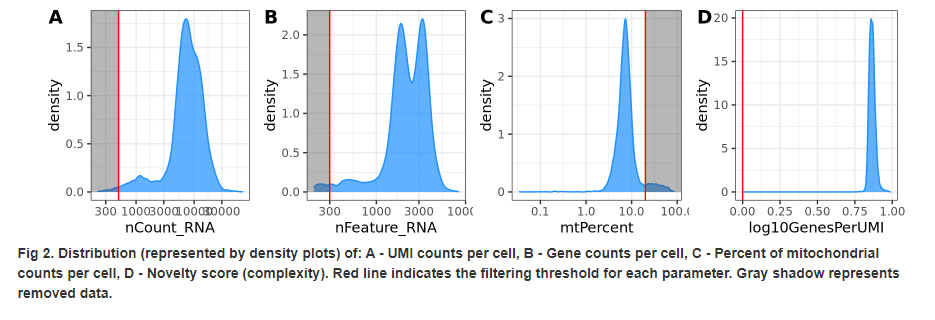 A
B
C
D
density
1.5
1.0
0.5
0.0
300 1000 3000 10000 30000
nCount_RNA
density
2.0
1.5
1.0
0.5
0.0
300 1000 3000 1000
nFeature_RNA
density
3
2
1
0
0.1 1.0 10.0 100.0
mtPercent
density
20
15
10
5
0
0.00 0.25 0.50 0.75 1.00
log10GenesPerUMI
Fig 2. Distribution (represented by density plots) of: A - UMI counts per cell, B - Gene counts per cell, C - Percent of mitochondrial
counts per cell, D - Novelty score (complexity). Red line indicates the filtering threshold for each parameter. Gray shadow represents
removed data.